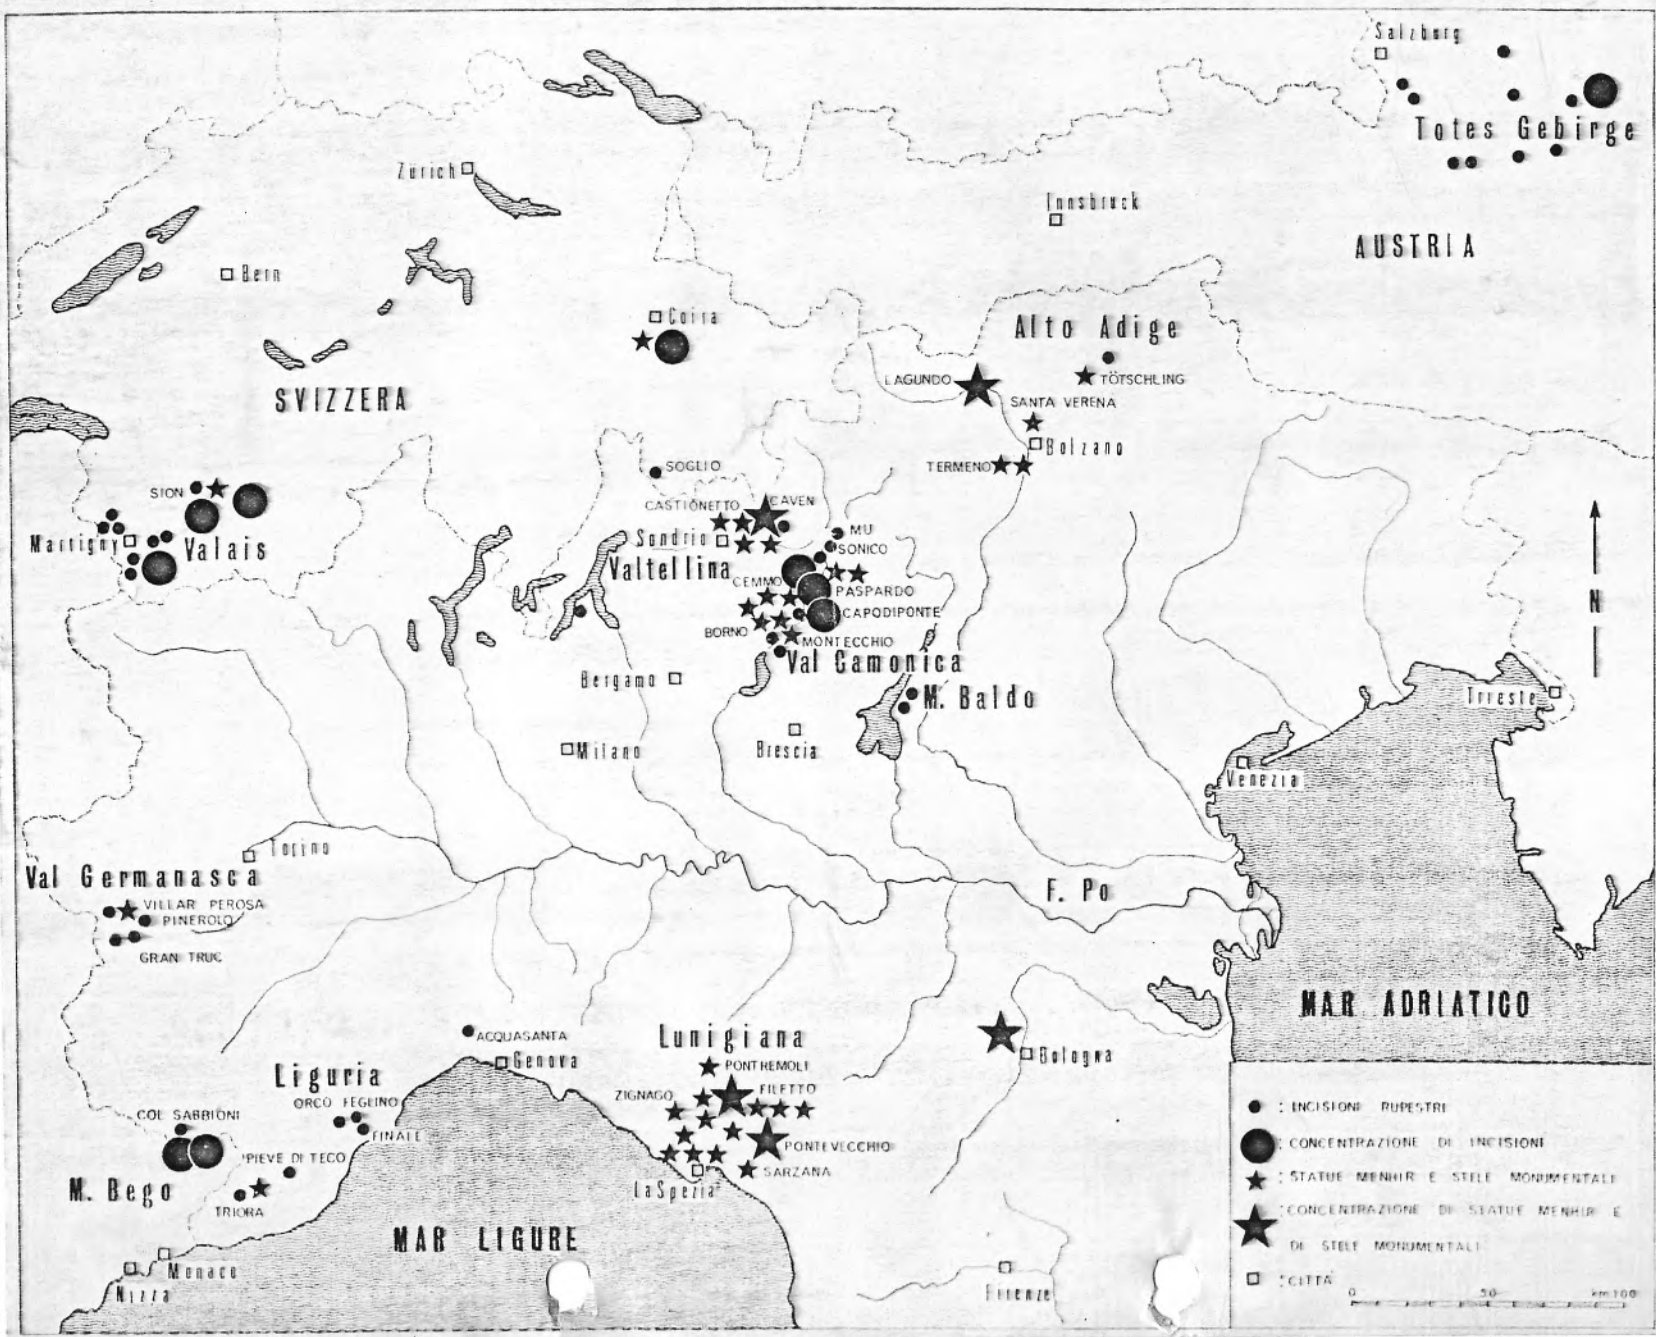 Salzburg
Totes Gebirge
Zürich
Innsbruck
AUSTRIA
Bern
Coira
Alto Adige
LAGUNDO
TÖTSCHLING
SVIZZERA
SANTA VERENA
Bolzano
TERMENO
SOGLIO
SION
CASTIONETTO
CAVEN
Martigny
Valais
Sondrio
MU
SONICO
Valtellina
CEMMO
PASPARDO
CAPODIPONTE
BORNO
MONTECCHIO
N
Val Camonica
Bergamo
M. Baldo
Trieste
Milano
Brescia
Venezia
Torino
Val Germanasca
F. Po
VILLAR PEROSA
PINEROLO
GRAN TRUC
MAR ADRIATICO
ACQUASANTA
Lunigiana
Genova
PONTREMOLI
Bologna
Liguria
ZIGNAGO
FILETTO
ORCO FEGLINO
COL SABBIONI
FINALE
PONTEVECCHIO
PIEVE DI TECO
SARZANA
M. Bego
La Spezia
TRIORA
MAR LIGURE
Monaco
Nizza
Firenze
: INCISIONI RUPESTRI
: CONCENTRAZIONE DI INCISIONI
: STATUE MENHIR E STELE MONUMENTALI
: CONCENTRAZIONE DI STATUE MENHIR E
DI STELE MONUMENTALI
: CITTÀ
0 50 km 100